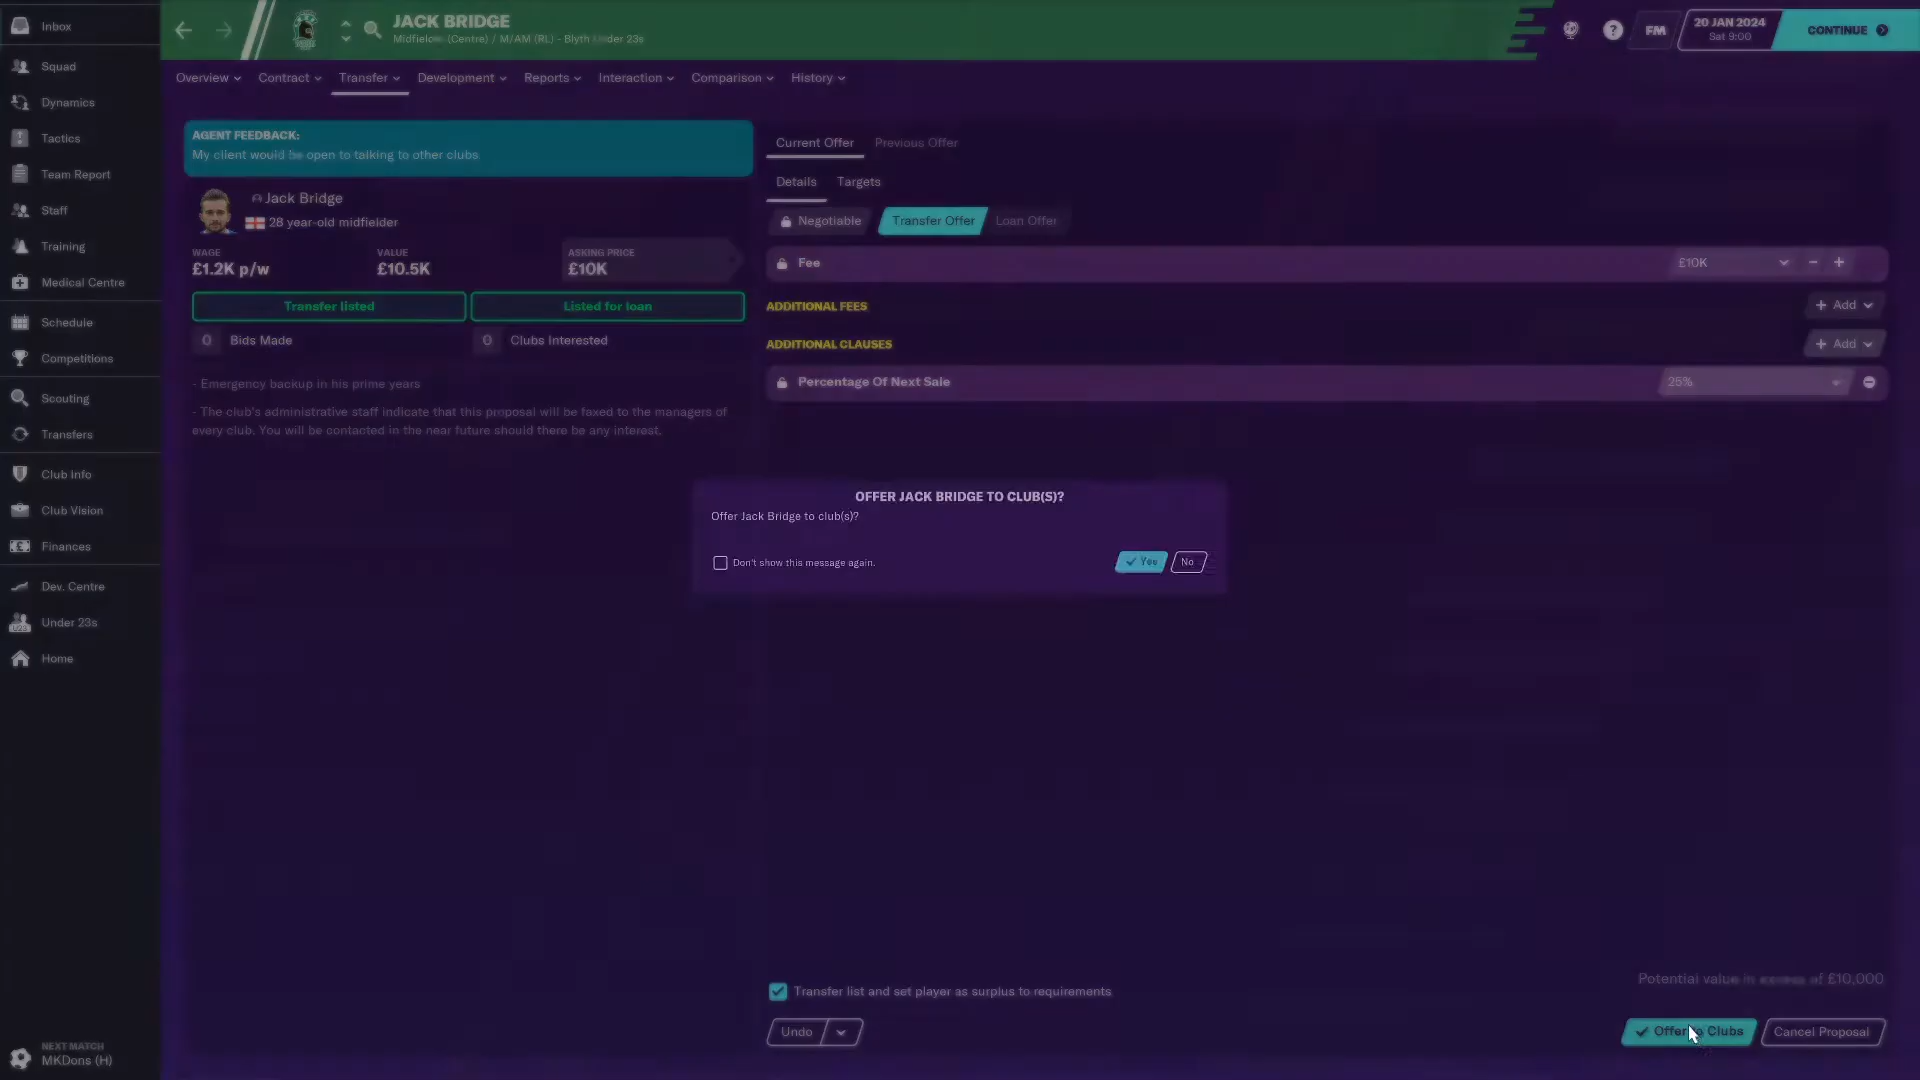 Inbox
Squad
Dynamics
Tactics
Team Report
Staff
Training
Medical Centre
Schedule
Competitions
Scouting
Transfers
Club Info
Club Vision
Finances
Dev. Centre
Under 23s
Home
NEXT MATCH
MKDons (H)
JACK BRIDGE
Midfielder (Centre) / M/AM (RL) - Blyth Under 23s
FM
20 JAN 2024
Sat 9:00
CONTINUE
Overview Contract Transfer Development Reports Interaction Comparison History
AGENT FEEDBACK:
My client would be open to talking to other clubs
Jack Bridge
28 year-old midfielder
WAGE VALUE ASKING PRICE
£1.2K p/w £10.5K £10K
Transfer listed Listed for loan
0 Bids Made 0 Clubs Interested
- Emergency backup in his prime years
- The club's administrative staff indicate that this proposal will be faxed to the managers of
every club. You will be contacted in the near future should there be any interest.
Current Offer Previous Offer
Details Targets
Negotiable Transfer Offer Loan Offer
Fee £10K - +
ADDITIONAL FEES + Add
ADDITIONAL CLAUSES + Add
Percentage Of Next Sale 25%
OFFER JACK BRIDGE TO CLUB(S)?
Offer Jack Bridge to club(s)?
Don't show this message again. Yes No
Potential value in excess of £10,000
Transfer list and set player as surplus to requirements
Undo Offer to Clubs Cancel Proposal